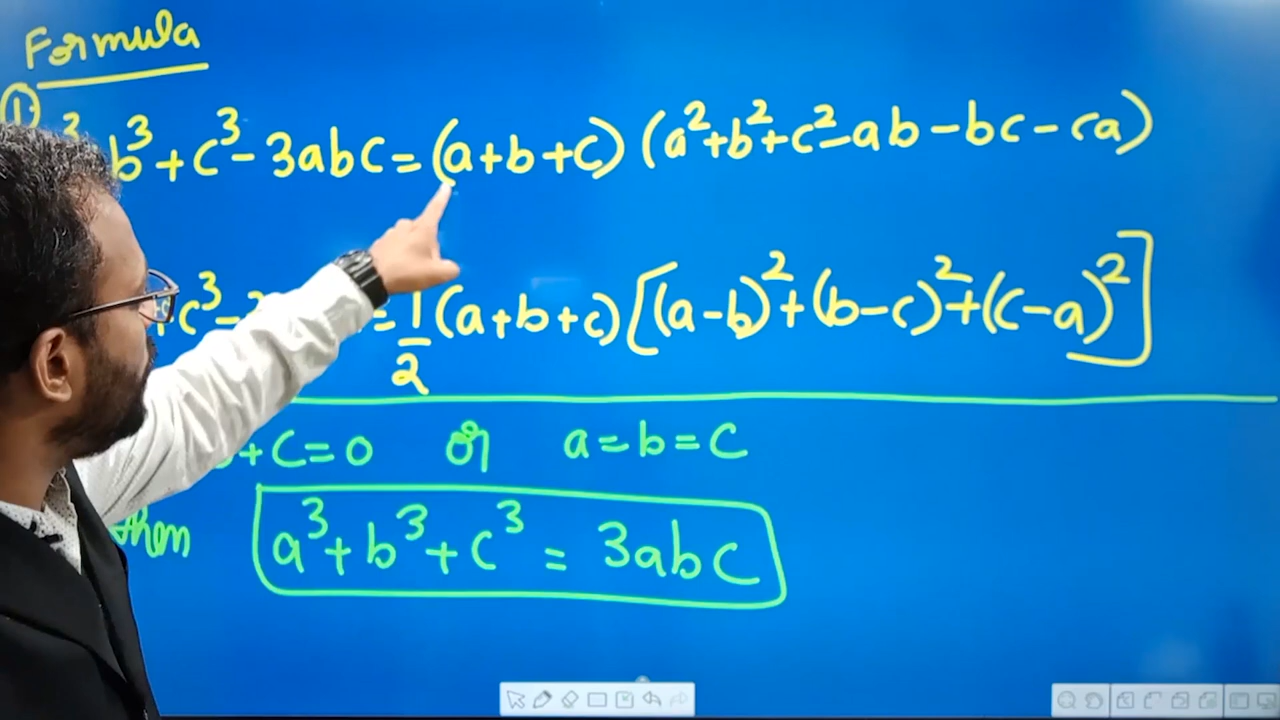 Formula
①
³ b³ + c³ - 3abc = (a+b+c) (a²+b²+c²-ab-bc-ca)
+c³- = 1/2 (a+b+c) [(a-b)²+(b-c)²+(c-a)²]
+c=0 or a=b=c
then a³+b³+c³ = 3abc